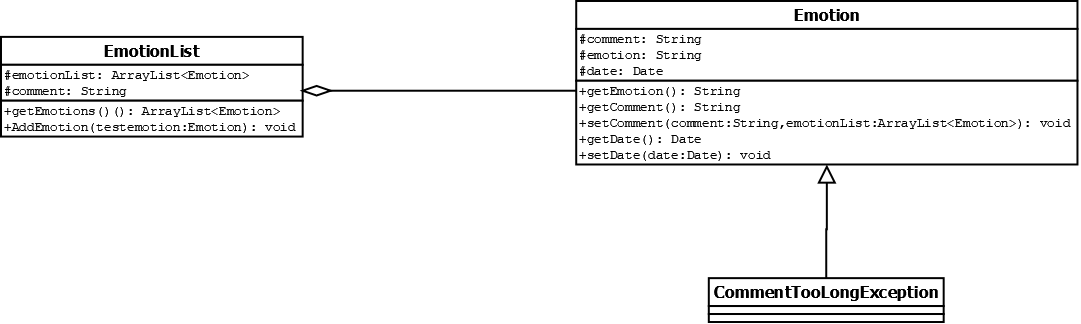 EmotionList
#emotionList: ArrayList<Emotion>
#comment: String
+getEmotions()(): ArrayList<Emotion>
+AddEmotion(testemotion:Emotion): void
Emotion
#comment: String
#emotion: String
#date: Date
+getEmotion(): String
+getComment(): String
+setComment(comment:String,emotionList:ArrayList<Emotion>): void
+getDate(): Date
+setDate(date:Date): void
CommentTooLongException